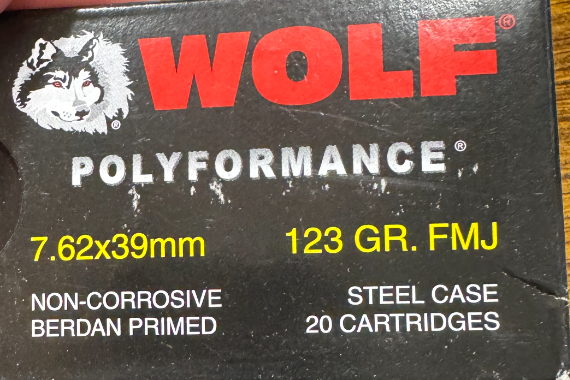 WOLF®
®
POLYFORMANCE®
7.62x39mm 123 GR. FMJ
NON-CORROSIVE STEEL CASE
BERDAN PRIMED 20 CARTRIDGES